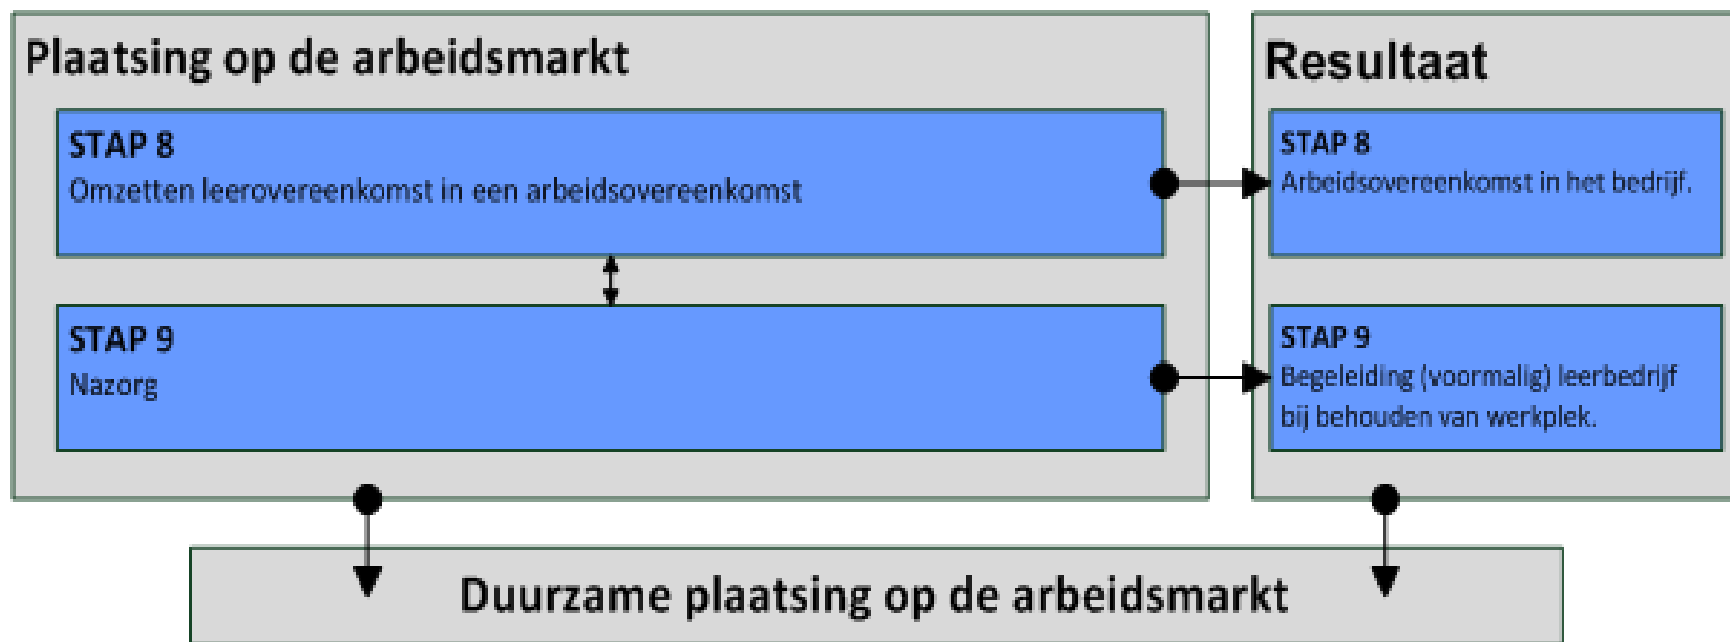 Plaatsing op de arbeidsmarkt
STAP 8
Omzetten leerovereenkomst in een arbeidsovereenkomst
STAP 9
Nazorg
Resultaat
STAP 8
Arbeidsovereenkomst in het bedrijf.
STAP 9
Begeleiding (voormalig) leerbedrijf
bij behouden van werkplek.
Duurzame plaatsing op de arbeidsmarkt